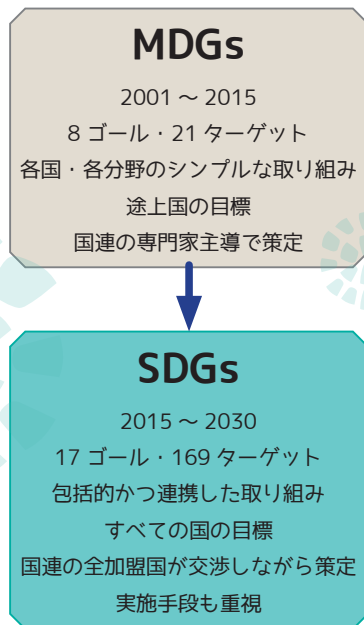 MDGs
2001 ～ 2015
8 ゴール・21 ターゲット
各国・各分野のシンプルな取り組み
途上国の目標
国連の専門家主導で策定
SDGs
2015 ～ 2030
17 ゴール・169 ターゲット
包括的かつ連携した取り組み
すべての国の目標
国連の全加盟国が交渉しながら策定
実施手段も重視